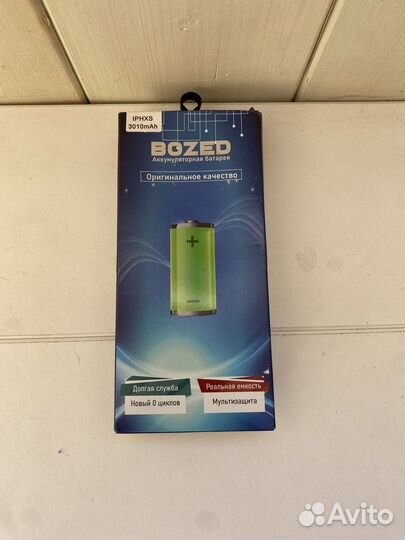 IPHXS
3010mAh
BOZED
Аккумуляторная батарея
Оригинальное качество
Долгая служба
Новый 0 циклов
Реальная емкость
Мультизащита
Avito